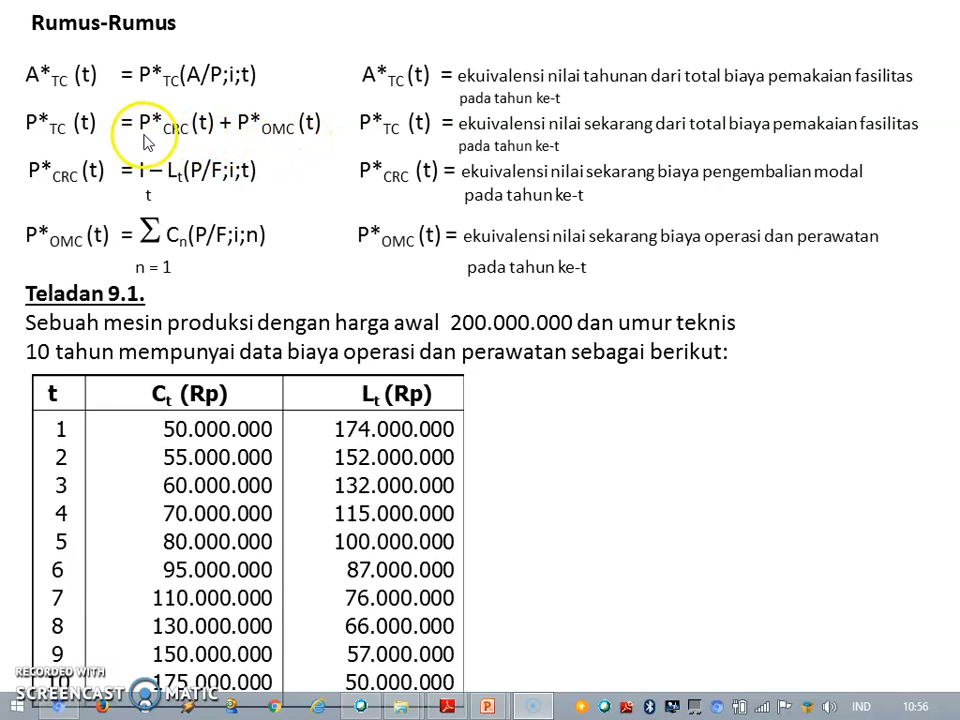 Rumus-Rumus
A*TC (t) = P*TC(A/P;i;t) A*TC (t) = ekuivalensi nilai tahunan dari total biaya pemakaian fasilitas
pada tahun ke-t
P*TC (t) = P*CRC (t) + P*OMC (t) P*TC (t) = ekuivalensi nilai sekarang dari total biaya pemakaian fasilitas
pada tahun ke-t
P*CRC (t) = I – Lt(P/F;i;t) P*CRC (t) = ekuivalensi nilai sekarang biaya pengembalian modal
t pada tahun ke-t
P*OMC (t) = Σ Cn(P/F;i;n) P*OMC (t) = ekuivalensi nilai sekarang biaya operasi dan perawatan
n = 1 pada tahun ke-t
Teladan 9.1.
Sebuah mesin produksi dengan harga awal 200.000.000 dan umur teknis
10 tahun mempunyai data biaya operasi dan perawatan sebagai berikut:
t Ct (Rp) Lt (Rp)
1 50.000.000 174.000.000
2 55.000.000 152.000.000
3 60.000.000 132.000.000
4 70.000.000 115.000.000
5 80.000.000 100.000.000
6 95.000.000 87.000.000
7 110.000.000 76.000.000
8 130.000.000 66.000.000
9 150.000.000 57.000.000
10 175.000.000 50.000.000
RECORDED WITH
SCREENCAST MATIC
IND 10:56